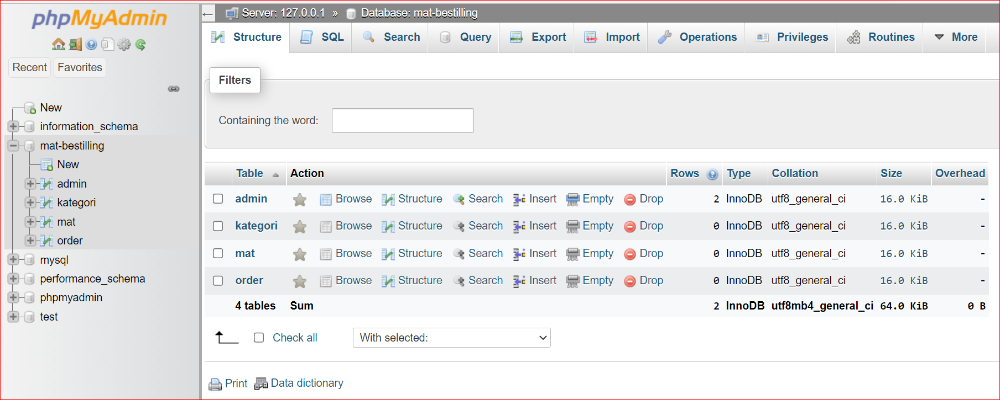 phpMyAdmin
Recent Favorites
New
information_schema
mat-bestilling
New
admin
kategori
mat
order
mysql
performance_schema
phpmyadmin
test
Server: 127.0.0.1 » Database: mat-bestilling
Structure SQL Search Query Export Import Operations Privileges Routines More
Filters
Containing the word:
Table Action Rows Type Collation Size Overhead
admin Browse Structure Search Insert Empty Drop 2 InnoDB utf8_general_ci 16.0 KiB -
kategori Browse Structure Search Insert Empty Drop 0 InnoDB utf8_general_ci 16.0 KiB -
mat Browse Structure Search Insert Empty Drop 0 InnoDB utf8_general_ci 16.0 KiB -
order Browse Structure Search Insert Empty Drop 0 InnoDB utf8_general_ci 16.0 KiB -
4 tables Sum 2 InnoDB utf8mb4_general_ci 64.0 KiB 0 B
Check all With selected:
Print Data dictionary